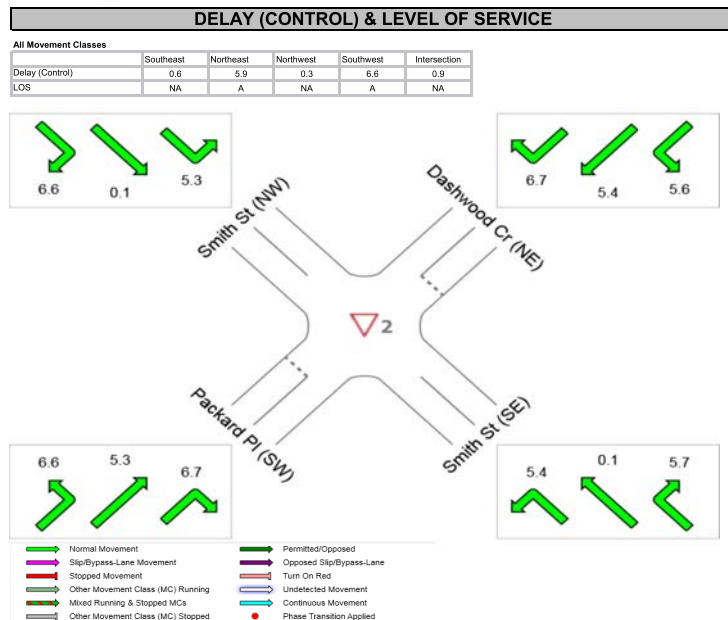 DELAY (CONTROL) & LEVEL OF SERVICE
All Movement Classes
Southeast Northeast Northwest Southwest Intersection
Delay (Control) 0.6 5.9 0.3 6.6 0.9
LOS NA A NA A NA
6.6 0.1 5.3
6.7 5.4 5.6
Smith St (NW)
Dashwood Cr (NE)
2
Packard Pl (SW)
Smith St (SE)
6.6 5.3 6.7
5.4 0.1 5.7
Normal Movement Permitted/Opposed
Slip/Bypass-Lane Movement Opposed Slip/Bypass-Lane
Stopped Movement Turn On Red
Other Movement Class (MC) Running Undetected Movement
Mixed Running & Stopped MCs Continuous Movement
Other Movement Class (MC) Stopped Phase Transition Applied